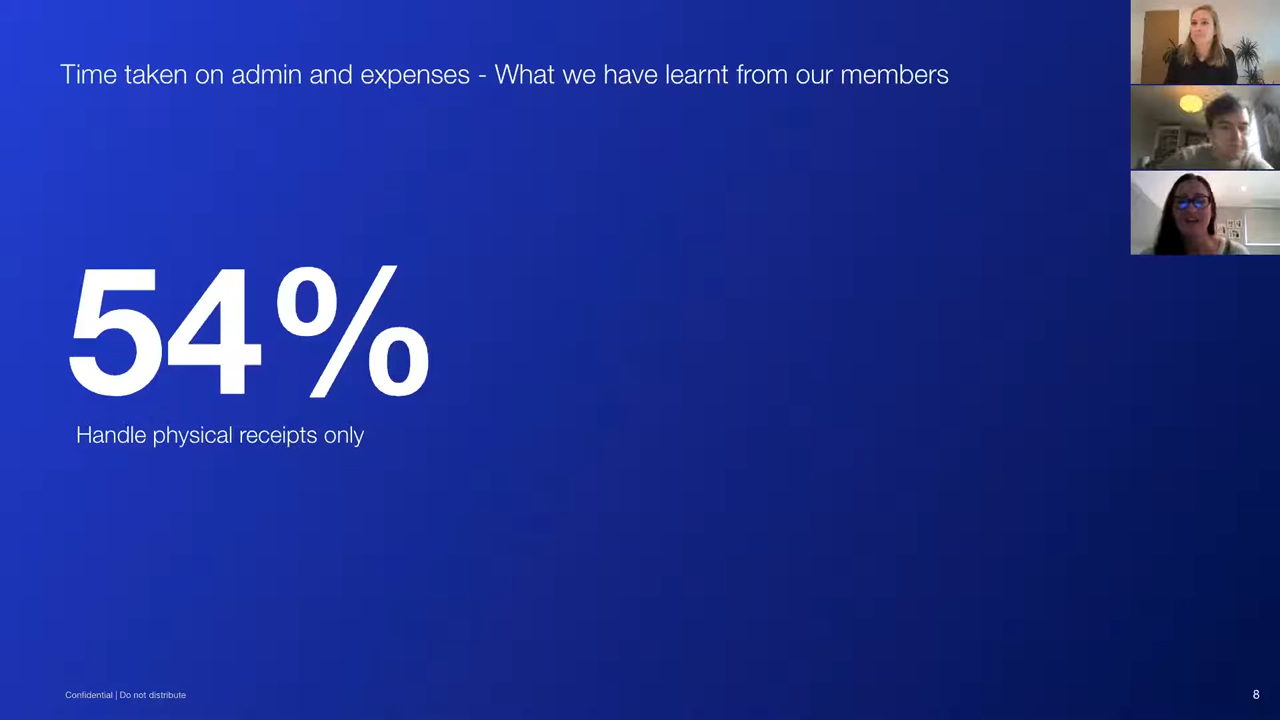 Time taken on admin and expenses - What we have learnt from our members
54%
Handle physical receipts only
Confidential | Do not distribute
8